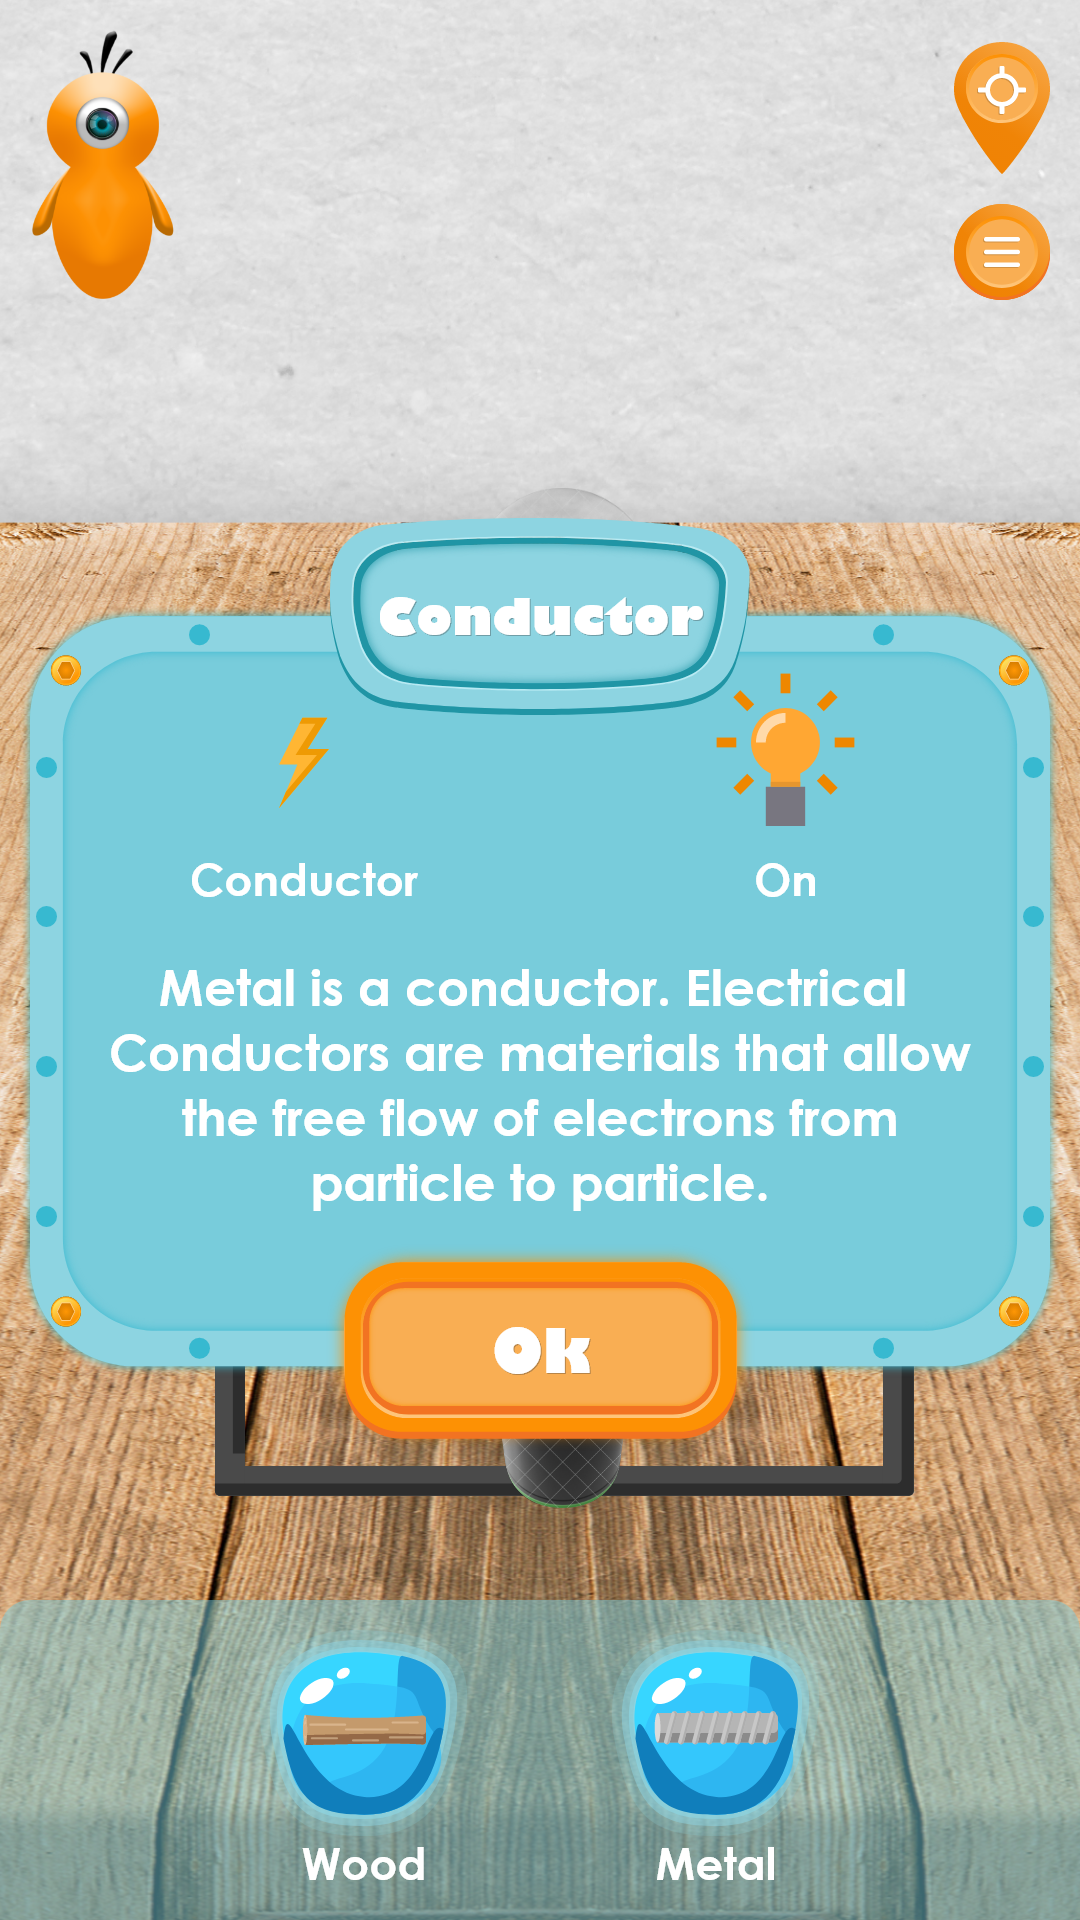 Conductor
Conductor
On
Metal is a conductor. Electrical
Conductors are materials that allow
the free flow of electrons from
particle to particle.
Ok
Wood
Metal